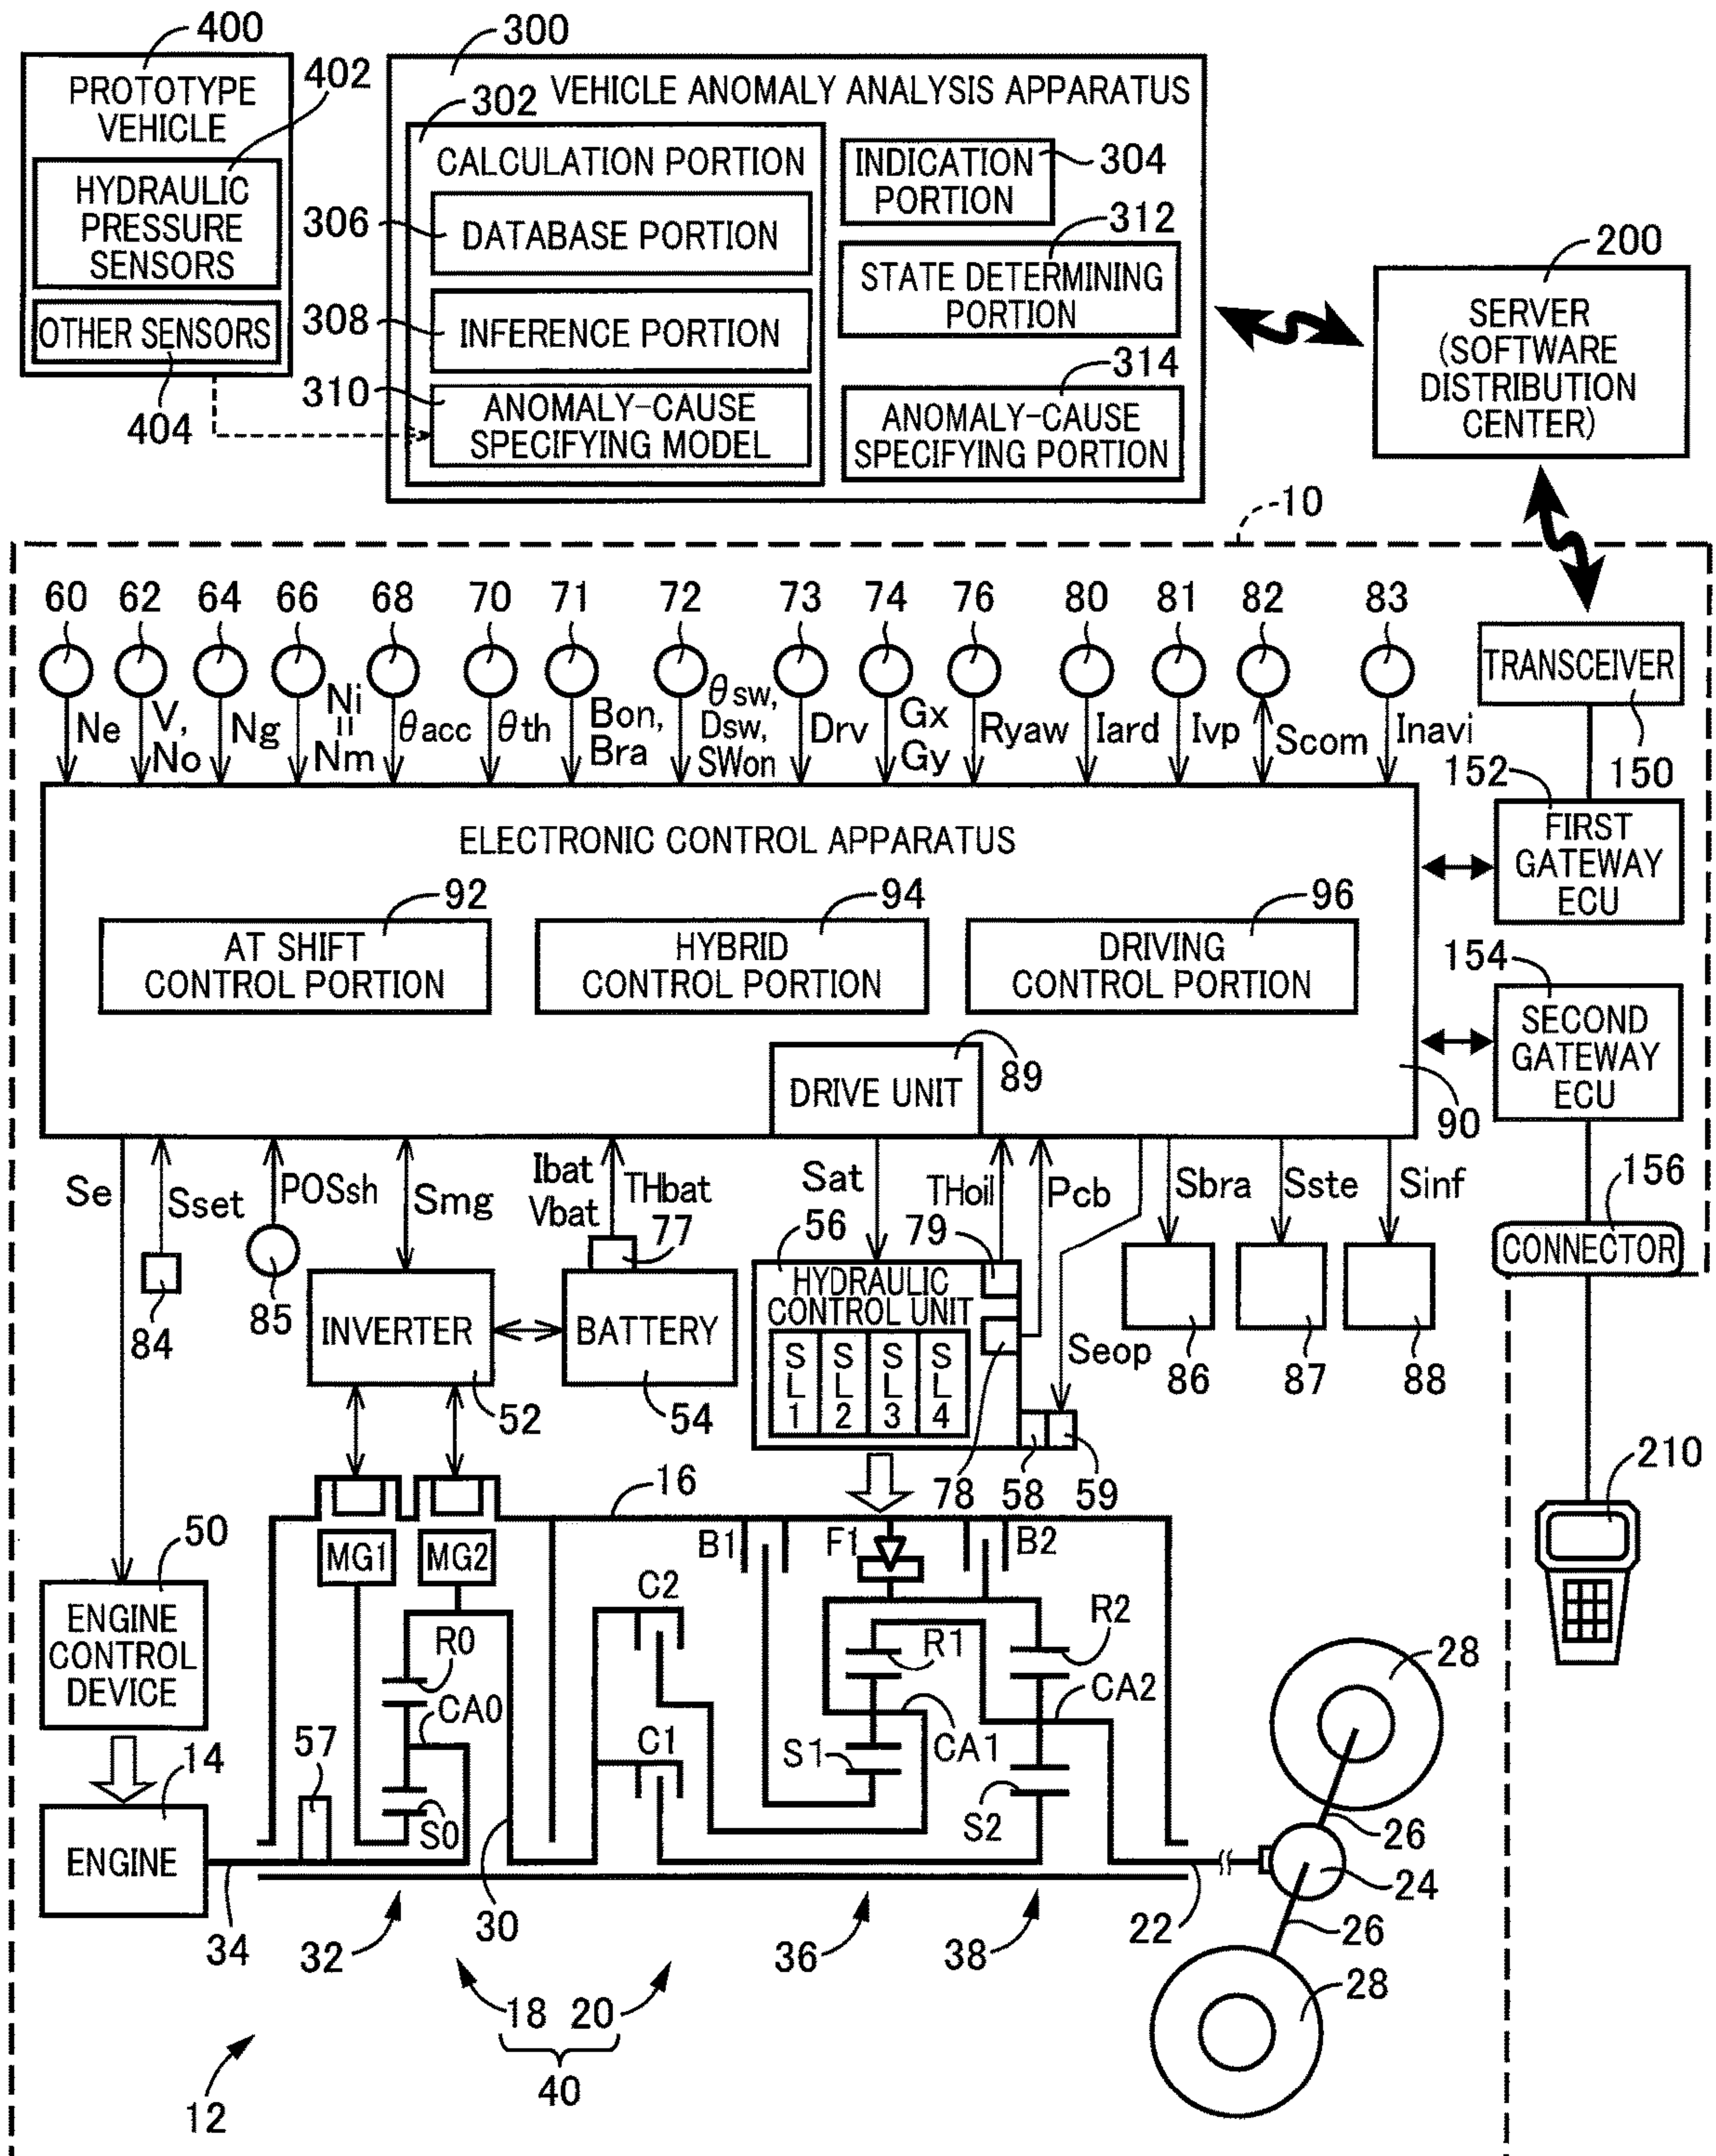 400
PROTOTYPE
VEHICLE
402
HYDRAULIC
PRESSURE
SENSORS
OTHER SENSORS
404
300
VEHICLE ANOMALY ANALYSIS APPARATUS
302
CALCULATION PORTION
306
DATABASE PORTION
308
INFERENCE PORTION
310
ANOMALY-CAUSE
SPECIFYING MODEL
INDICATION
PORTION
304
312
STATE DETERMINING
PORTION
314
ANOMALY-CAUSE
SPECIFYING PORTION
200
SERVER
(SOFTWARE
DISTRIBUTION
CENTER)
10
60 62 64 66 68 70 71 72 73 74 76 80 81 82 83
Ne
V,
No
Ng
Ni
=
Nm
θacc
θth
Bon,
Bra
θsw,
Dsw,
SWon
Drv
Gx
Gy
Ryaw
Iard
Ivp
Scom
Inavi
TRANSCEIVER
150
152
FIRST
GATEWAY
ECU
154
SECOND
GATEWAY
ECU
156
CONNECTOR
210
ELECTRONIC CONTROL APPARATUS
92
AT SHIFT
CONTROL PORTION
94
HYBRID
CONTROL PORTION
96
DRIVING
CONTROL PORTION
DRIVE UNIT
89
90
Se
Sset
84
POSsh
85
Smg
Ibat
Vbat
THbat
77
Sat
THoil
Pcb
Sbra
Sste
Sinf
INVERTER
52
BATTERY
54
56
79
HYDRAULIC
CONTROL UNIT
SL1
SL2
SL3
SL4
Seop
78 58 59
86 87 88
50
ENGINE
CONTROL
DEVICE
14
ENGINE
34
57
16
MG1
MG2
R0
CA0
S0
30
32
C2
C1
B1
F1
B2
R1
R2
CA1
CA2
S1
S2
36
38
22
24
26
26
28
28
18 20
40
12